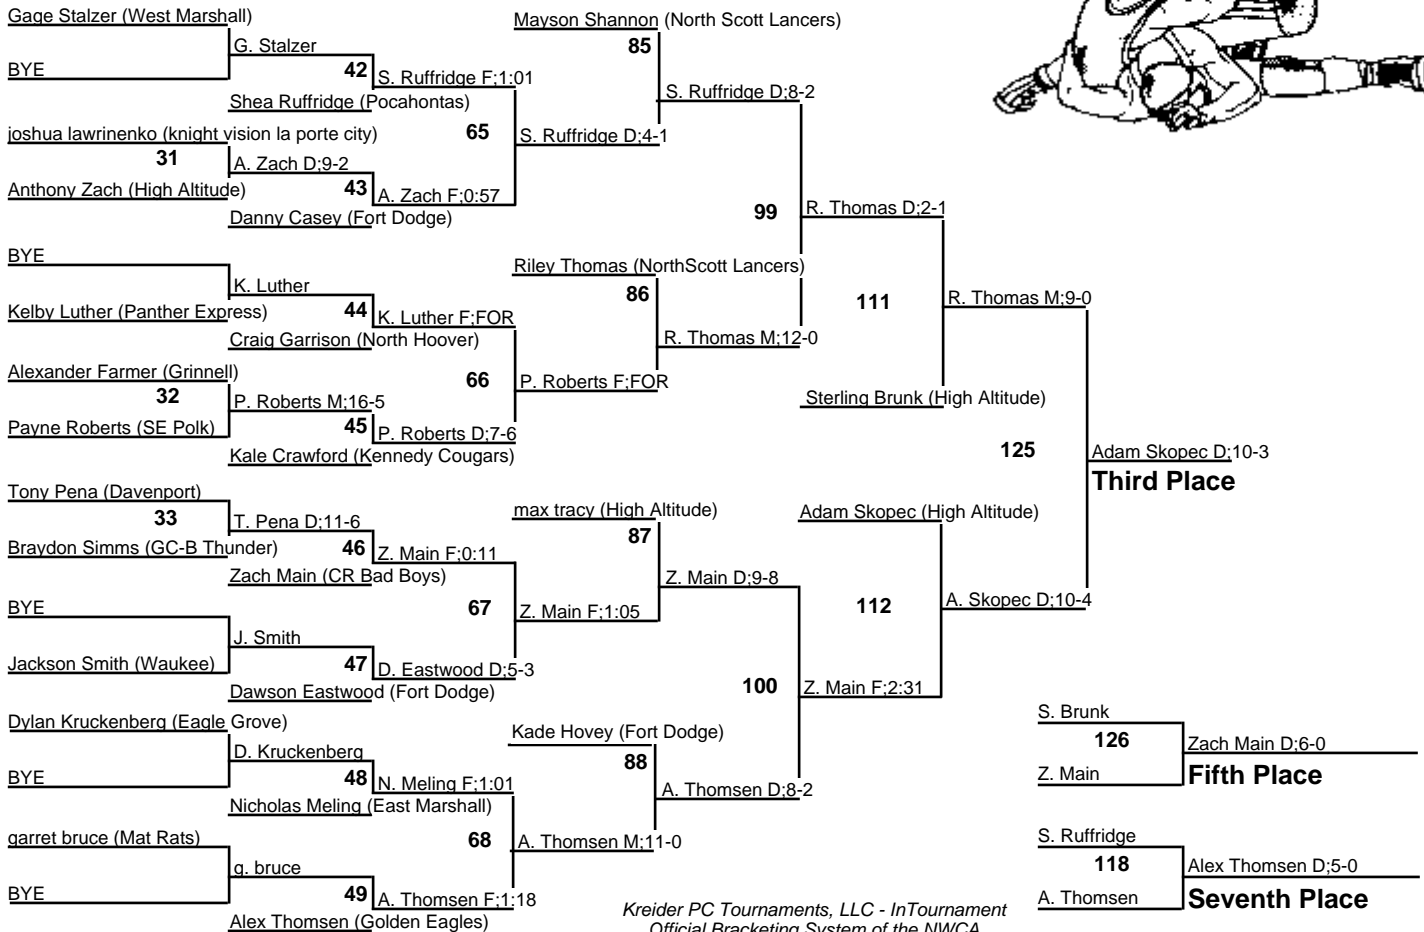 Gage Stalzer (West Marshall)
BYE
G. Stalzer
42
Shea Ruffridge (Pocahontas)
S. Ruffridge F;1:01
joshua lawrinenko (knight vision la porte city)
31
Anthony Zach (High Altitude)
A. Zach D;9-2
43
Danny Casey (Fort Dodge)
A. Zach F;0:57
65
S. Ruffridge D;4-1
Mayson Shannon (North Scott Lancers)
85
S. Ruffridge D;8-2
BYE
Kelby Luther (Panther Express)
K. Luther
44
Craig Garrison (North Hoover)
K. Luther F;FOR
Alexander Farmer (Grinnell)
32
Payne Roberts (SE Polk)
P. Roberts M;16-5
45
Kale Crawford (Kennedy Cougars)
P. Roberts D;7-6
66
P. Roberts F;FOR
Riley Thomas (NorthScott Lancers)
86
R. Thomas M;12-0
99
R. Thomas D;2-1
111
Sterling Brunk (High Altitude)
R. Thomas M;9-0
Tony Pena (Davenport)
33
Braydon Simms (GC-B Thunder)
T. Pena D;11-6
46
Zach Main (CR Bad Boys)
Z. Main F;0:11
BYE
Jackson Smith (Waukee)
J. Smith
47
Dawson Eastwood (Fort Dodge)
D. Eastwood D;5-3
67
Z. Main F;1:05
max tracy (High Altitude)
87
Z. Main D;9-8
Dylan Kruckenberg (Eagle Grove)
BYE
D. Kruckenberg
48
Nicholas Meling (East Marshall)
N. Meling F;1:01
garret bruce (Mat Rats)
BYE
g. bruce
49
Alex Thomsen (Golden Eagles)
A. Thomsen F;1:18
68
A. Thomsen M;11-0
Kade Hovey (Fort Dodge)
88
A. Thomsen D;8-2
100
Z. Main F;2:31
Adam Skopec (High Altitude)
112
A. Skopec D;10-4
125
Adam Skopec D;10-3
Third Place
S. Brunk
126
Z. Main
Zach Main D;6-0
Fifth Place
S. Ruffridge
118
A. Thomsen
Alex Thomsen D;5-0
Seventh Place
Kreider PC Tournaments, LLC - InTournament
Official Bracketing System of the NWCA